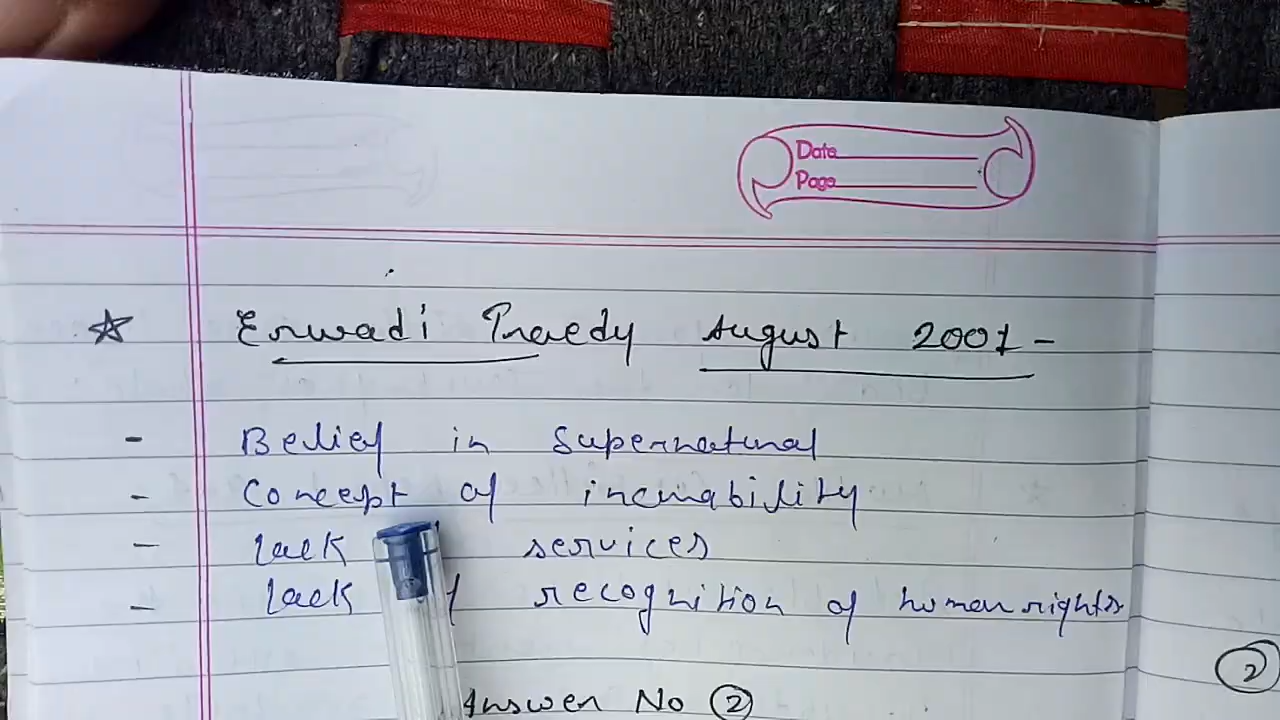 Date
Page
Erwadi Traedy August 2001 -
- Belief in Supernatural
- Concept of incurability
- lack services
- lack recognition of human rights
2
Answer No 2